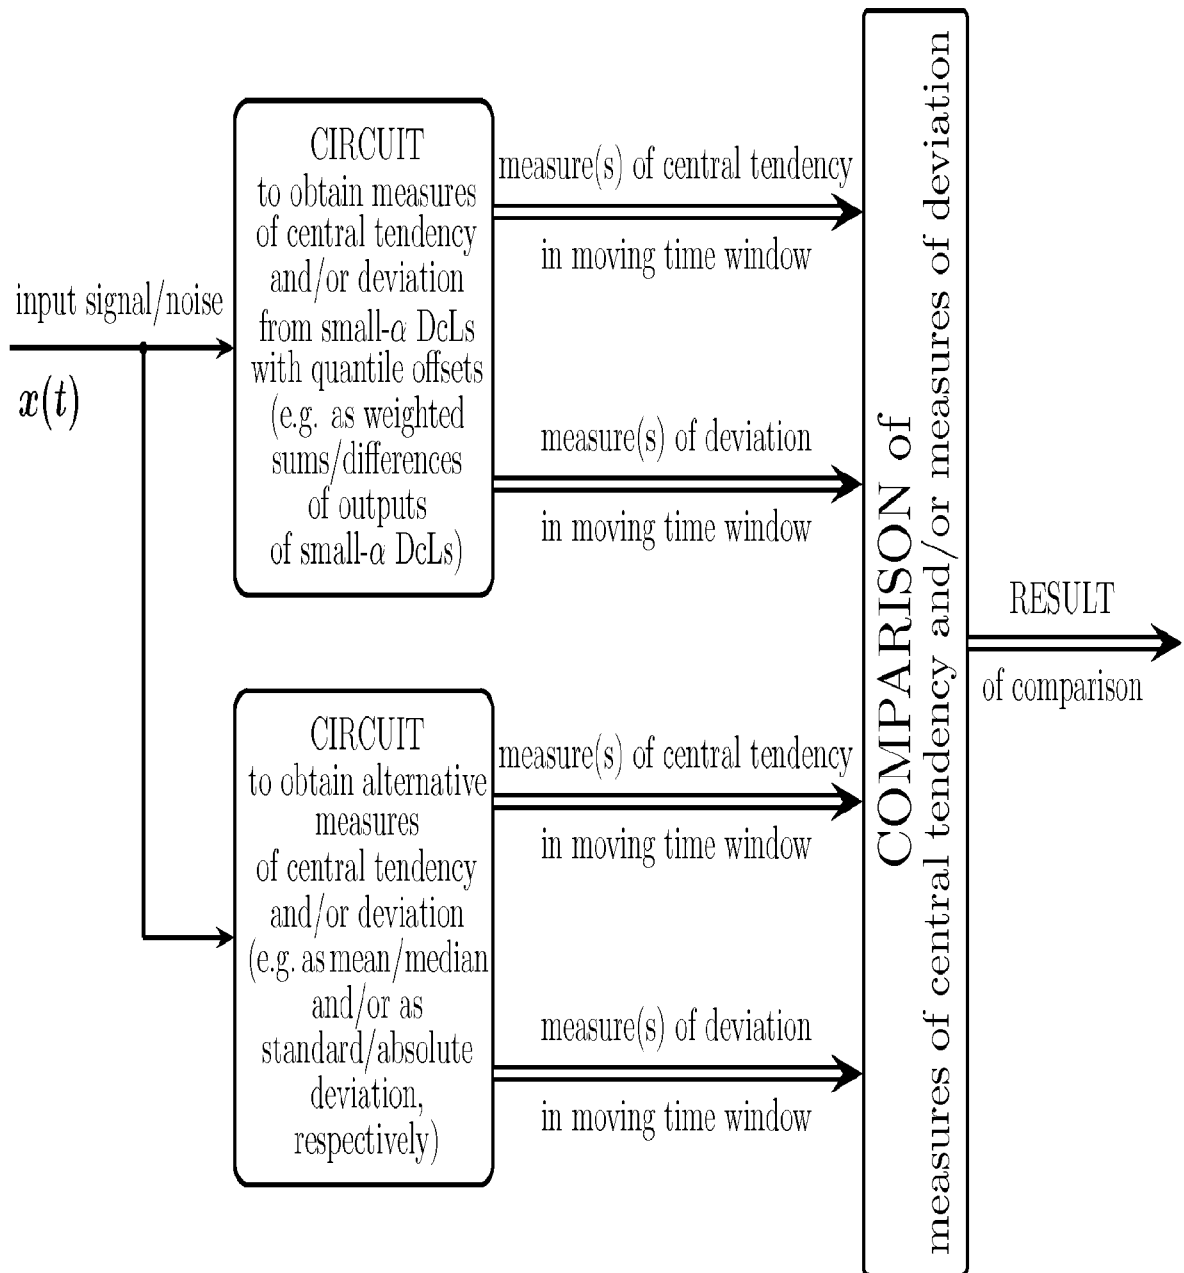 input signal/noise
x(t)
CIRCUIT
to obtain measures
of central tendency
and/or deviation
from small-α DcLs
with quantile offsets
(e.g. as weighted
sums/differences
of outputs
of small-α DcLs)
measure(s) of central tendency
in moving time window
measure(s) of deviation
in moving time window
CIRCUIT
to obtain alternative
measures
of central tendency
and/or deviation
(e.g. as mean/median
and/or as
standard/absolute
deviation,
respectively)
measure(s) of central tendency
in moving time window
measure(s) of deviation
in moving time window
COMPARISON of
measures of central tendency and/or measures of deviation
RESULT
of comparison